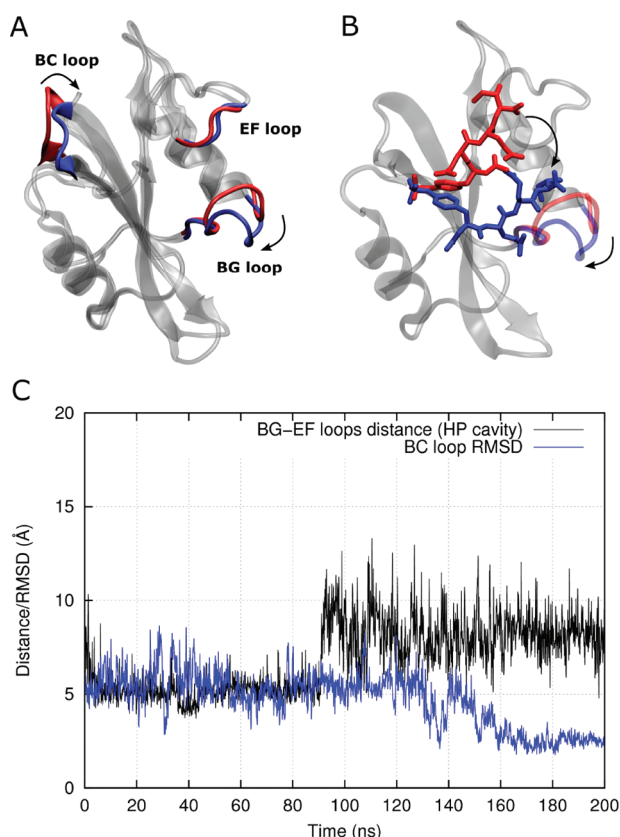 A
B
BC loop
EF loop
BG loop
C
20
BG–EF loops distance (HP cavity)
BC loop RMSD
15
10
5
0
Distance/RMSD (Å)
0 20 40 60 80 100 120 140 160 180 200
Time (ns)